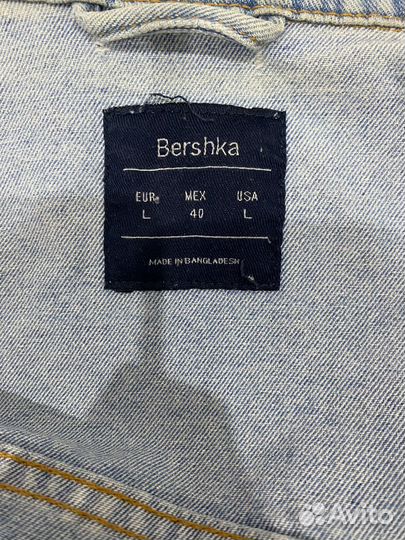 Bershka
EUR MEX USA
L 40 L
MADE IN BANGLADESH
Avito